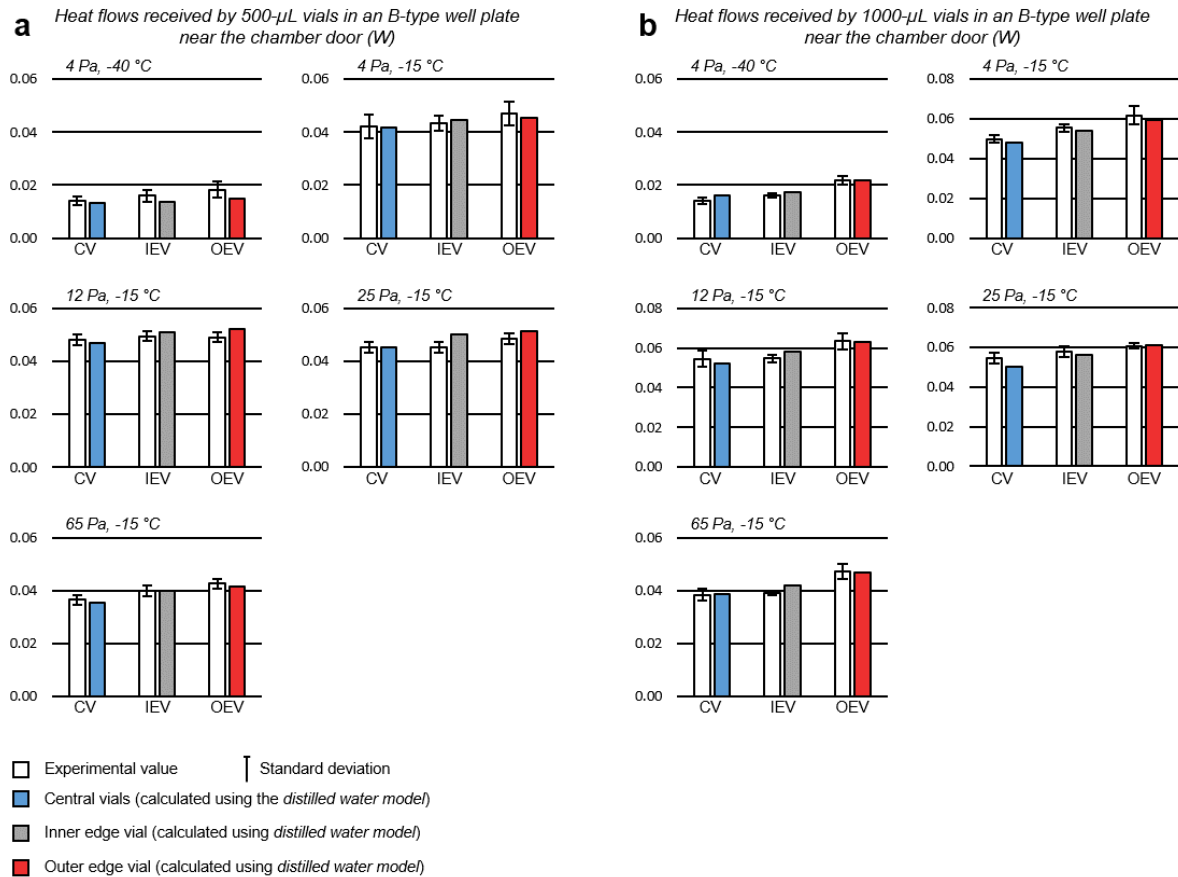 a
Heat flows received by 500-μL vials in an B-type well plate
near the chamber door (W)
4 Pa, -40 °C
0.06
0.04
0.02
0.00
CV IEV OEV
4 Pa, -15 °C
0.06
0.04
0.02
0.00
CV IEV OEV
12 Pa, -15 °C
0.06
0.04
0.02
0.00
CV IEV OEV
25 Pa, -15 °C
0.06
0.04
0.02
0.00
CV IEV OEV
65 Pa, -15 °C
0.06
0.04
0.02
0.00
CV IEV OEV
b
Heat flows received by 1000-μL vials in an B-type well plate
near the chamber door (W)
4 Pa, -40 °C
0.06
0.04
0.02
0.00
CV IEV OEV
4 Pa, -15 °C
0.08
0.06
0.04
0.02
0.00
CV IEV OEV
12 Pa, -15 °C
0.08
0.06
0.04
0.02
0.00
CV IEV OEV
25 Pa, -15 °C
0.08
0.06
0.04
0.02
0.00
CV IEV OEV
65 Pa, -15 °C
0.06
0.04
0.02
0.00
CV IEV OEV
Experimental value Standard deviation
Central vials (calculated using the distilled water model)
Inner edge vial (calculated using distilled water model)
Outer edge vial (calculated using distilled water model)